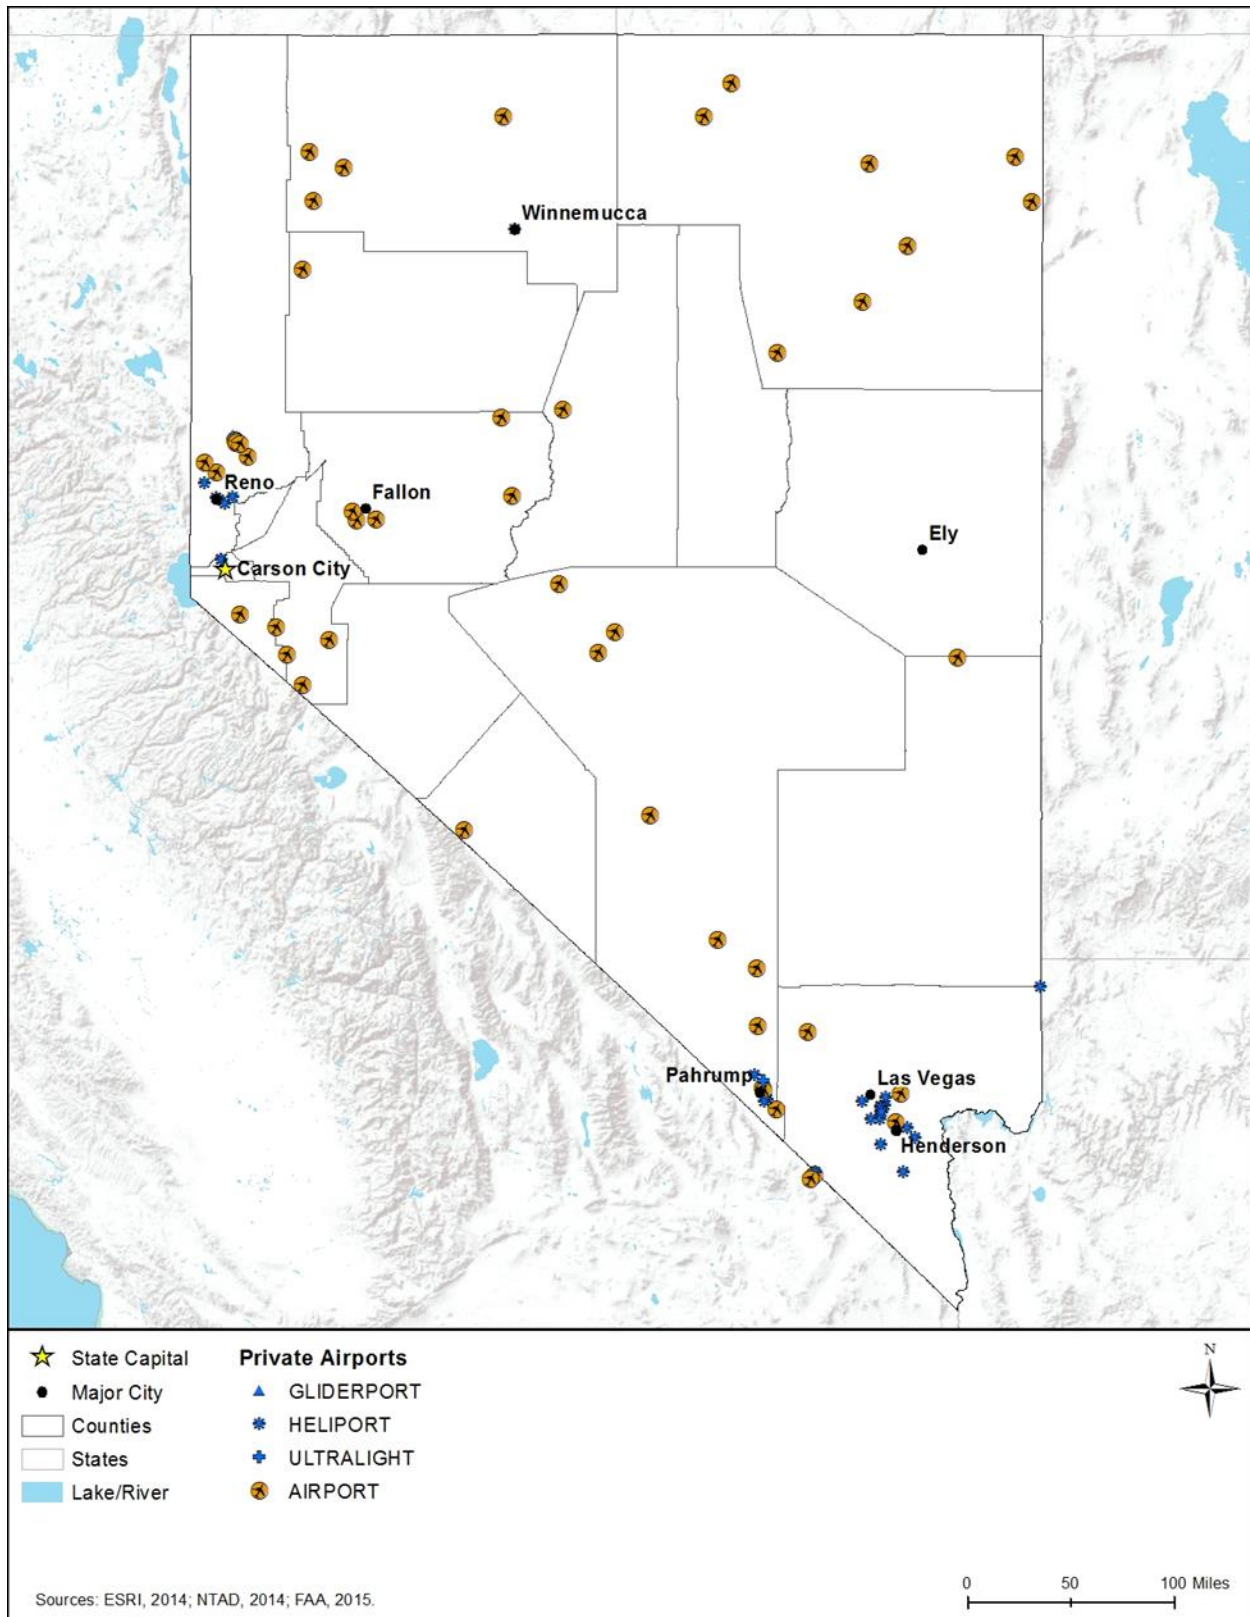 Winnemucca
Reno
Fallon
Ely
Carson City
Pahrump
Las Vegas
Henderson
State Capital
Major City
Counties
States
Lake/River
Private Airports
GLIDERPORT
HELIPORT
ULTRALIGHT
AIRPORT
N
Sources: ESRI, 2014; NTAD, 2014; FAA, 2015.
0 50 100 Miles